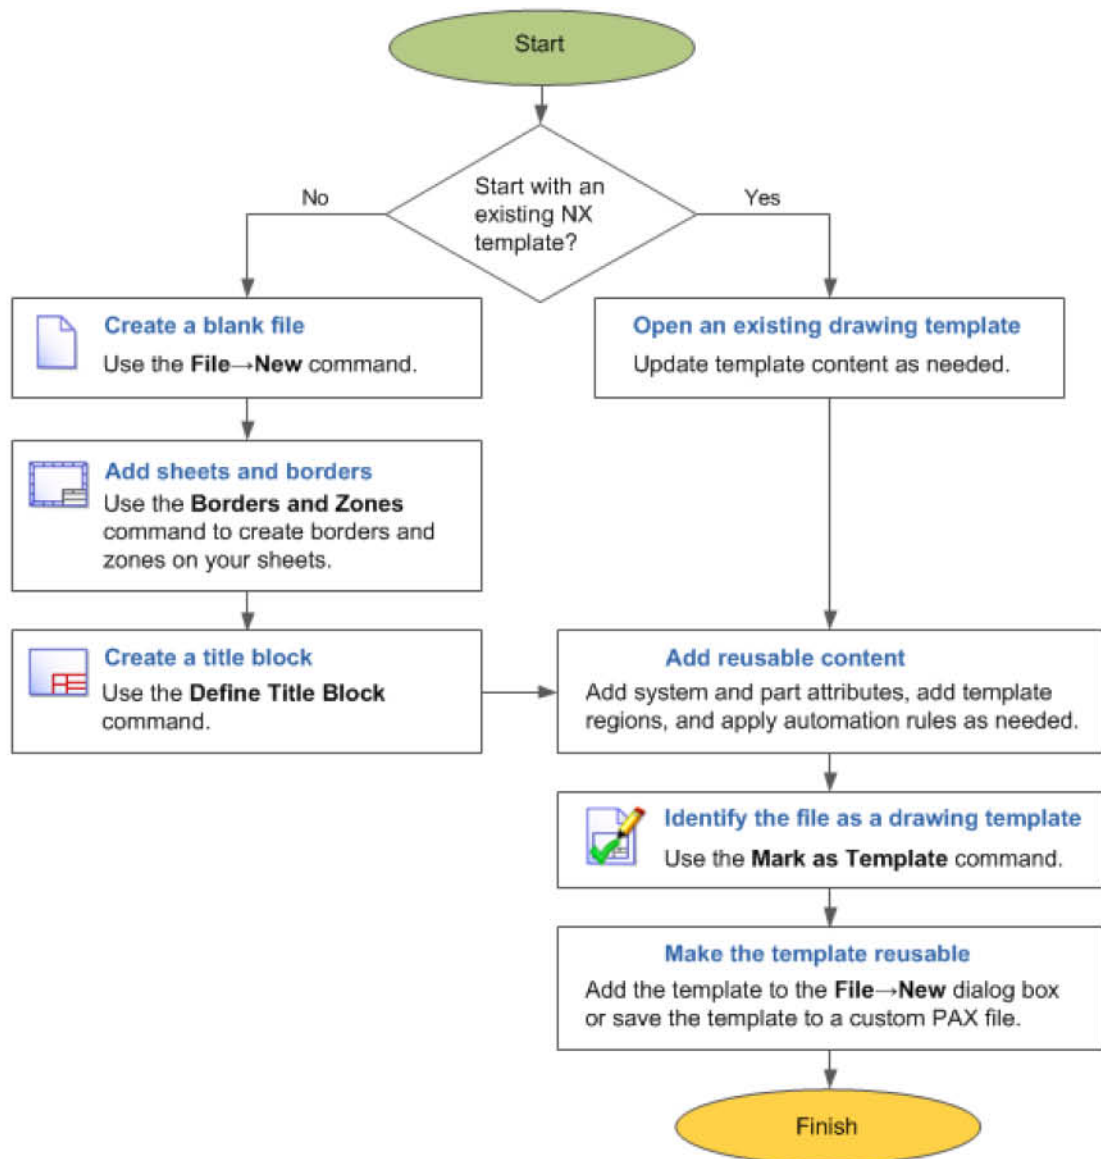 Start
Start with an
existing NX
template?
No
Yes
Create a blank file
Use the File→New command.
Open an existing drawing template
Update template content as needed.
Add sheets and borders
Use the Borders and Zones
command to create borders and
zones on your sheets.
Create a title block
Use the Define Title Block
command.
Add reusable content
Add system and part attributes, add template
regions, and apply automation rules as needed.
Identify the file as a drawing template
Use the Mark as Template command.
Make the template reusable
Add the template to the File→New dialog box
or save the template to a custom PAX file.
Finish